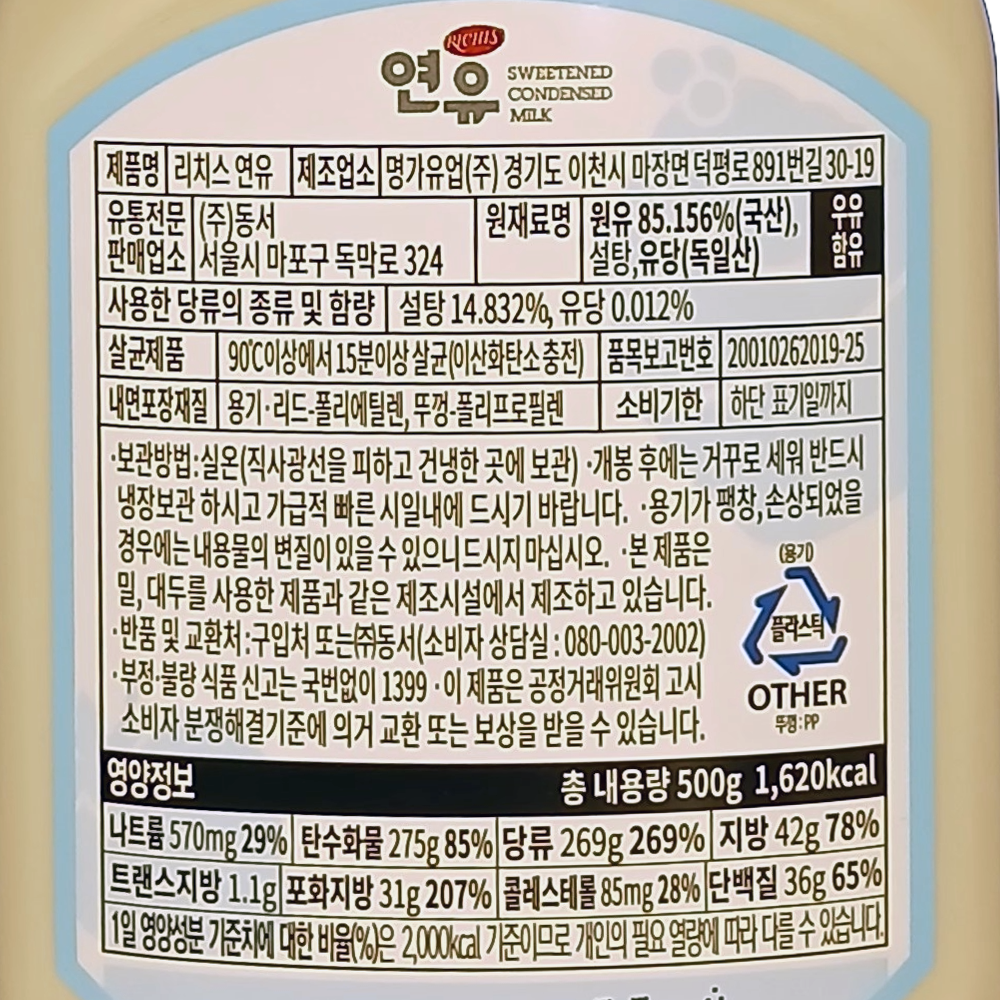 RICHIS
연유 SWEETENED
CONDENSED
MILK
제품명 리치스 연유 제조업소 명가유업(주) 경기도 이천시 마장면 덕평로891번길 30-19
유통전문 (주)동서 원재료명 원유 85.156%(국산), 우유
판매업소 서울시 마포구 독막로 324 설탕,유당(독일산) 함유
사용한 당류의 종류 및 함량 설탕 14.832%, 유당 0.012%
살균제품 90℃이상에서 15분이상 살균(이산화탄소 충전) 품목보고번호 20010262019-25
내면포장재질 용기·리드-폴리에틸렌, 뚜껑-폴리프로필렌 소비기한 하단 표기일까지
·보관방법:실온(직사광선을 피하고 건냉한 곳에 보관) ·개봉 후에는 거꾸로 세워 반드시
냉장보관 하시고 가급적 빠른 시일내에 드시기 바랍니다. ·용기가 팽창,손상되었을
경우에는 내용물의 변질이 있을 수 있으니 드시지 마십시오. ·본 제품은
밀, 대두를 사용한 제품과 같은 제조시설에서 제조하고 있습니다.
·반품 및 교환처:구입처 또는㈜동서(소비자 상담실 : 080-003-2002)
·부정·불량 식품 신고는 국번없이 1399 ·이 제품은 공정거래위원회 고시
소비자 분쟁해결기준에 의거 교환 또는 보상을 받을 수 있습니다.
(용기)
플라스틱
OTHER
뚜껑:PP
영양정보 총 내용량 500g 1,620kcal
나트륨 570mg 29% 탄수화물 275g 85% 당류 269g 269% 지방 42g 78%
트랜스지방 1.1g 포화지방 31g 207% 콜레스테롤 85mg 28% 단백질 36g 65%
1일 영양성분 기준치에 대한 비율(%)은 2,000kcal 기준이므로 개인의 필요 열량에 따라 다를 수 있습니다.